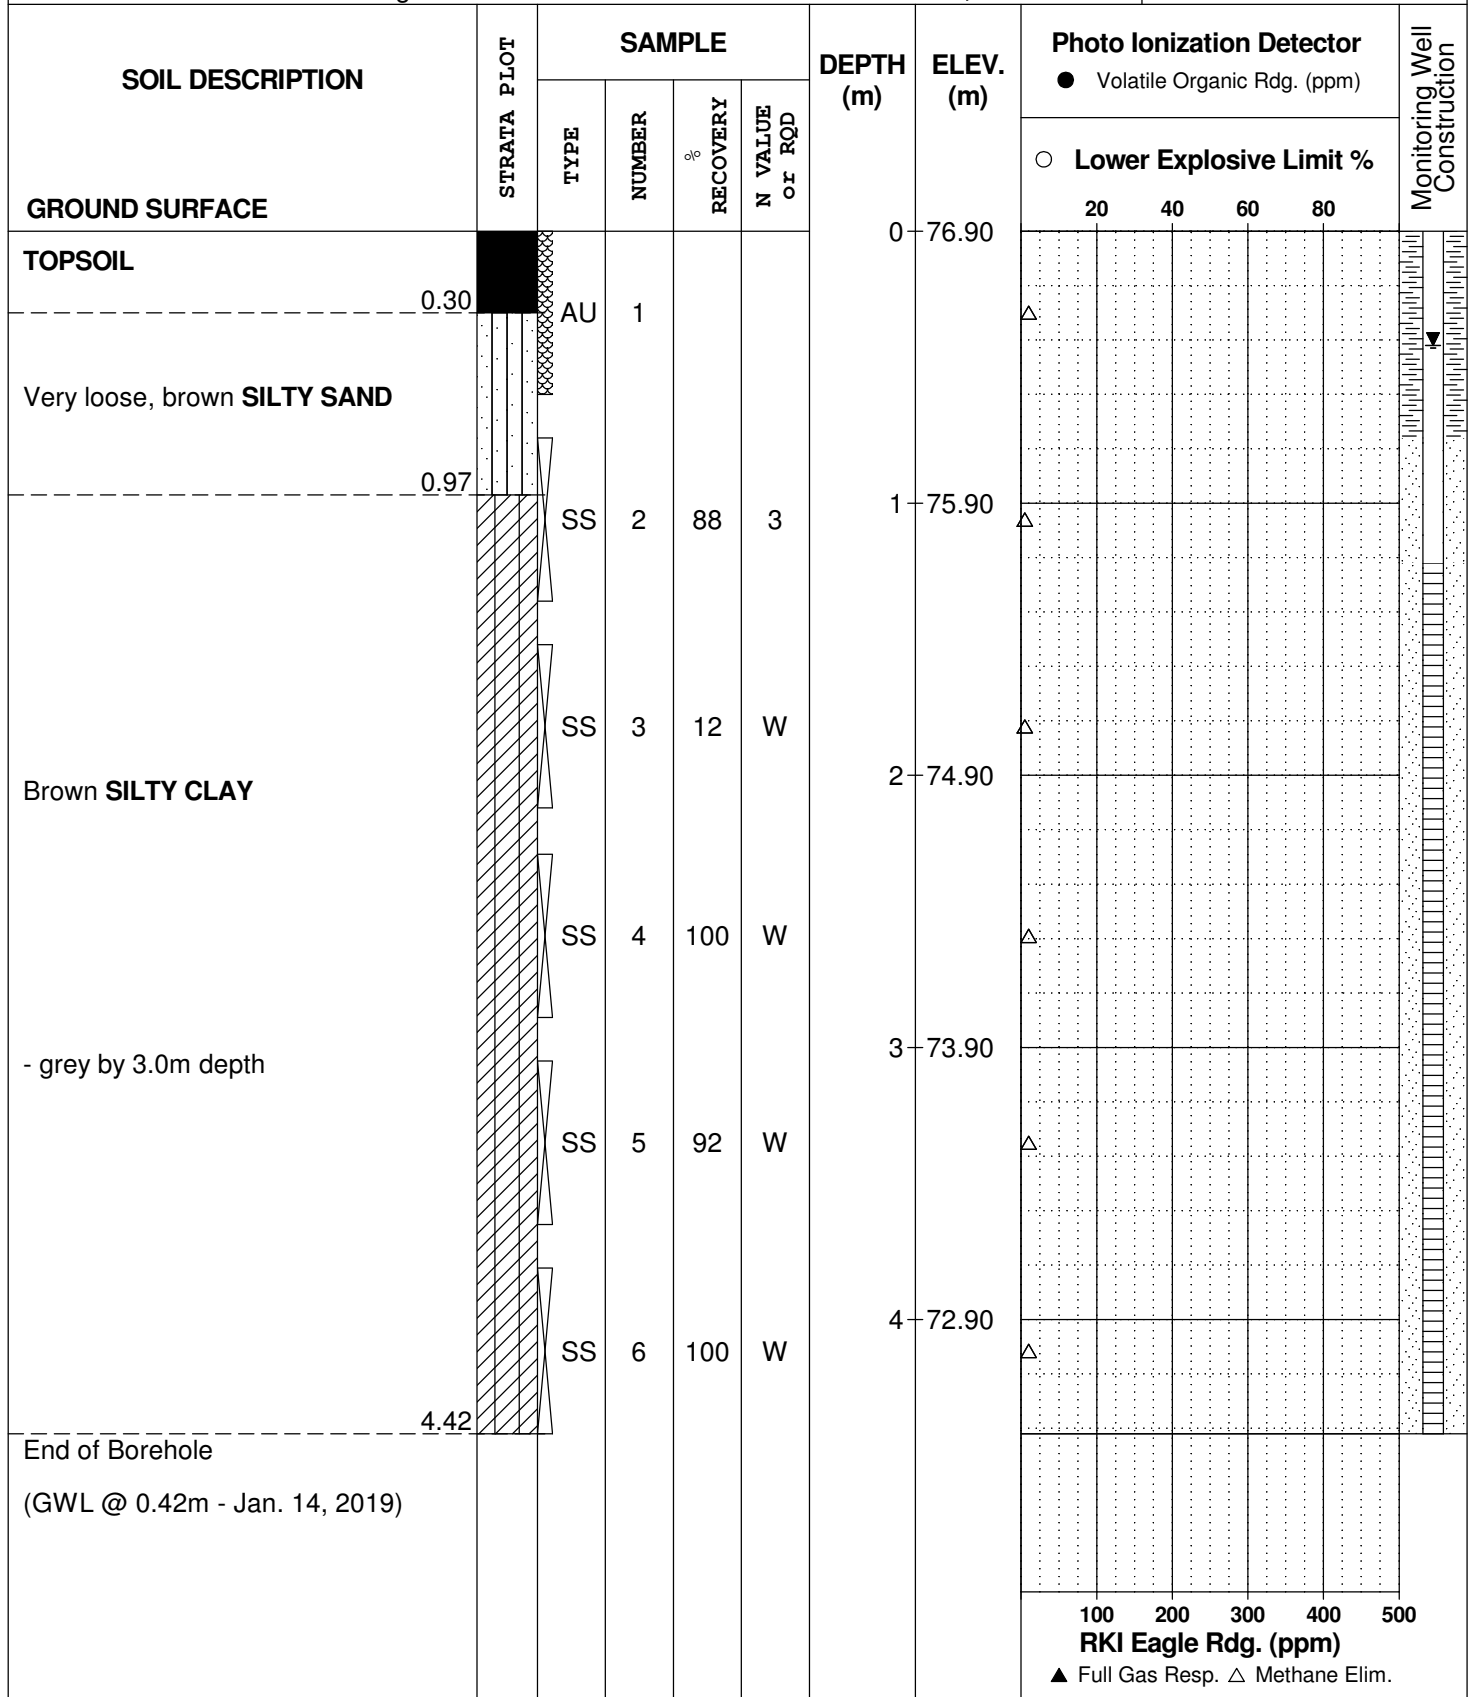 SOIL DESCRIPTION
GROUND SURFACE
STRATA PLOT
SAMPLE
TYPE
NUMBER
%
RECOVERY
N VALUE
or RQD
DEPTH
(m)
ELEV.
(m)
Photo Ionization Detector
● Volatile Organic Rdg. (ppm)
○ Lower Explosive Limit %
20 40 60 80
Monitoring Well
Construction
0 76.90
TOPSOIL
0.30
AU 1
Very loose, brown SILTY SAND
0.97
1 75.90
SS 2 88 3
SS 3 12 W
2 74.90
Brown SILTY CLAY
SS 4 100 W
3 73.90
- grey by 3.0m depth
SS 5 92 W
4 72.90
SS 6 100 W
4.42
End of Borehole
(GWL @ 0.42m - Jan. 14, 2019)
100 200 300 400 500
RKI Eagle Rdg. (ppm)
▲ Full Gas Resp. △ Methane Elim.